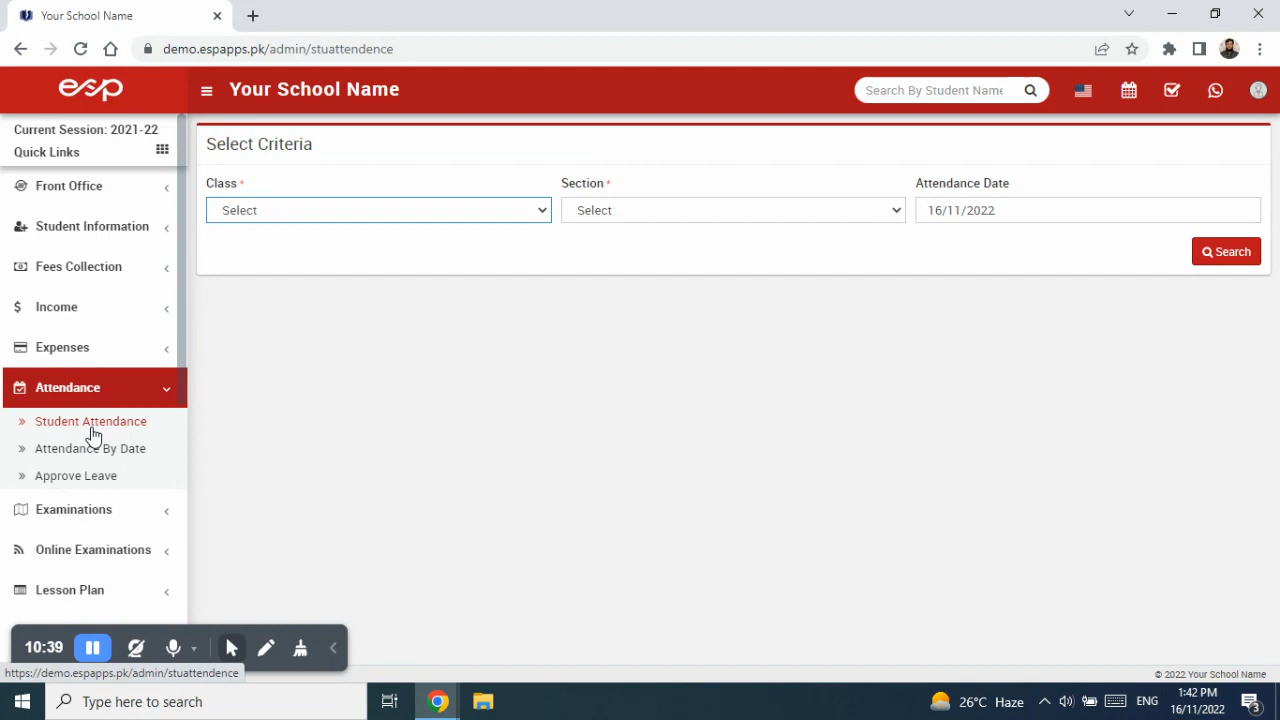 Your School Name
demo.espapps.pk/admin/stuattendence
esp
Your School Name
Search By Student Name
Current Session: 2021-22
Quick Links
Front Office
Student Information
Fees Collection
Income
Expenses
Attendance
Student Attendance
Attendance By Date
Approve Leave
Examinations
Online Examinations
Lesson Plan
Select Criteria
Class *
Section *
Attendance Date
Select
Select
16/11/2022
Search
10:39
https://demo.espapps.pk/admin/stuattendence
© 2022 Your School Name
Type here to search
26°C Haze
ENG
1:42 PM
16/11/2022
3